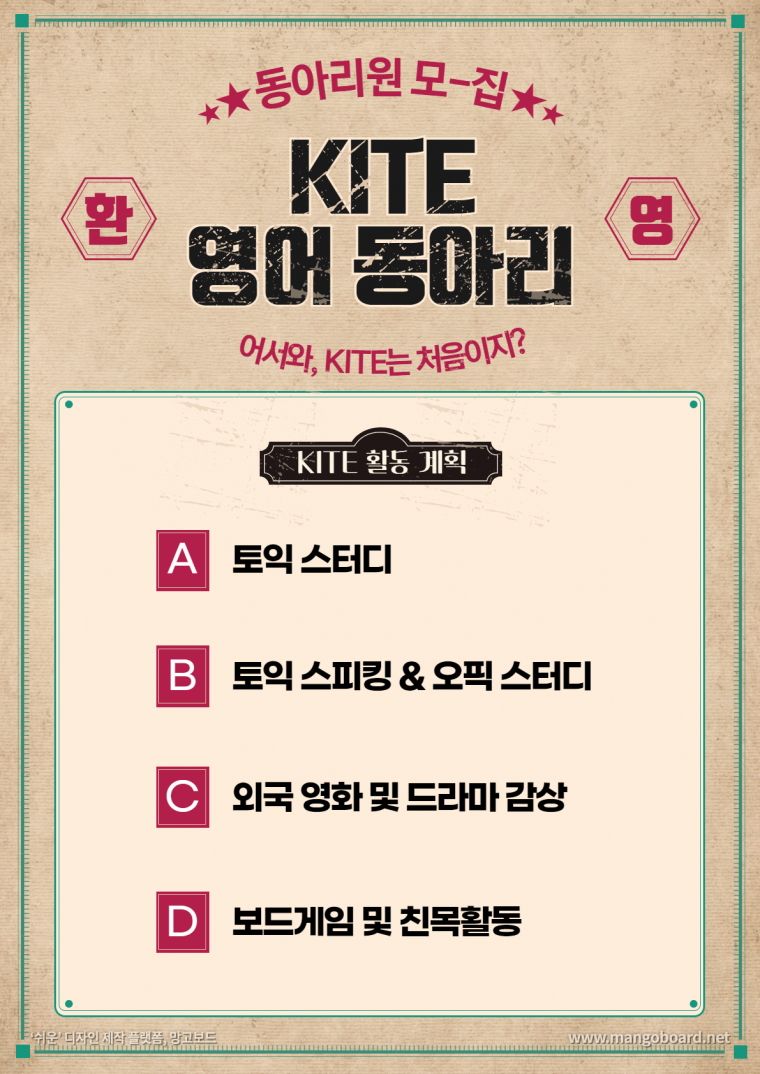 ★★동아리원 모-집★★
환
KITE
영
영어 동아리
어서와, KITE는 처음이지?
KITE 활동 계획
A 토익 스터디
B 토익 스피킹 & 오픽 스터디
C 외국 영화 및 드라마 감상
D 보드게임 및 친목활동
'쉬운' 디자인 제작 플랫폼, 망고보드
www.mangoboard.net